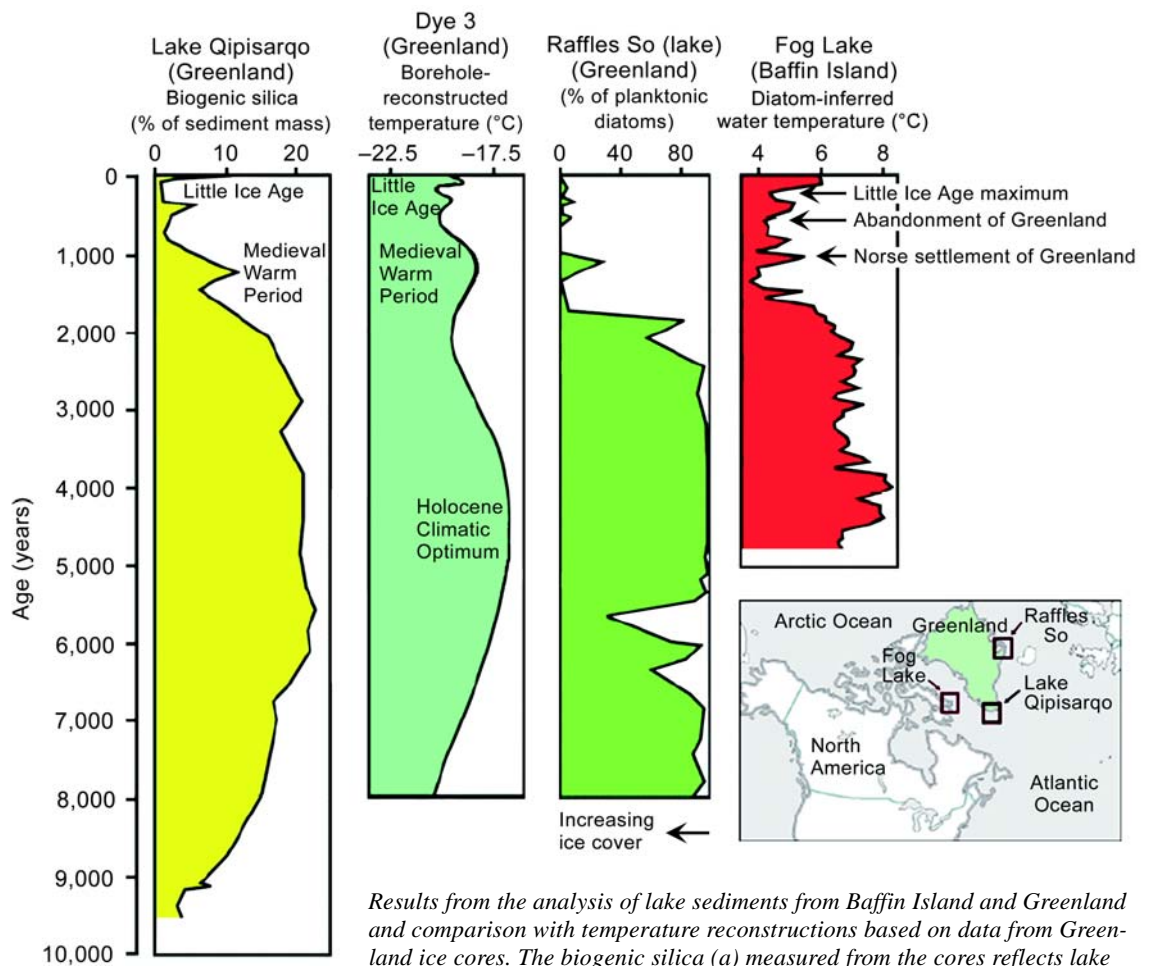 Lake Qipisarqo
(Greenland)
Biogenic silica
(% of sediment mass)
0 10 20
Dye 3
(Greenland)
Borehole-
reconstructed
temperature (°C)
–22.5 –17.5
Raffles So (lake)
(Greenland)
(% of planktonic
diatoms)
0 40 80
Fog Lake
(Baffin Island)
Diatom-inferred
water temperature (°C)
4 6 8
Age (years)
0
1,000
2,000
3,000
4,000
5,000
6,000
7,000
8,000
9,000
10,000
Little Ice Age
Medieval
Warm
Period
Little
Ice Age
Medieval
Warm
Period
Holocene
Climatic
Optimum
Increasing
ice cover
Little Ice Age maximum
Abandonment of Greenland
Norse settlement of Greenland
Arctic Ocean
Greenland
Raffles
So
Fog
Lake
Lake
Qipisarqo
North
America
Atlantic
Ocean
Results from the analysis of lake sediments from Baffin Island and Greenland
and comparison with temperature reconstructions based on data from Green-
land ice cores. The biogenic silica (a) measured from the cores reflects lake